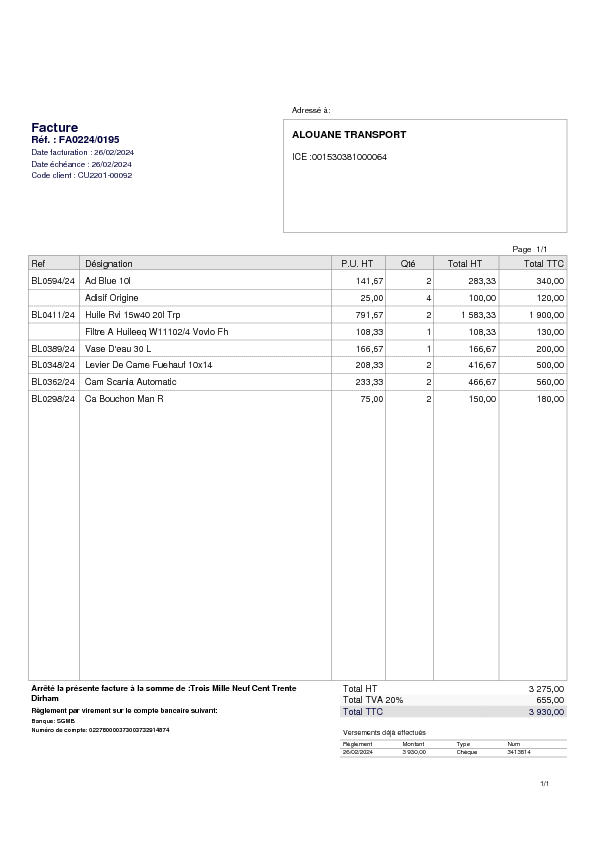 Adressé à:
Facture
Réf. : FA0224/0195
Date facturation : 26/02/2024
Date échéance : 26/02/2024
Code client : CU2201-00092
ALOUANE TRANSPORT
ICE :001530381000064
Page 1/1
Ref Désignation P.U. HT Qté Total HT Total TTC
BL0594/24 Ad Blue 10l 141,67 2 283,33 340,00
Adisif Origine 25,00 4 100,00 120,00
BL0411/24 Huile Rvi 15w40 20l Trp 791,67 2 1 583,33 1 900,00
Filtre A Huileeq W11102/4 Vovlo Fh 108,33 1 108,33 130,00
BL0389/24 Vase D'eau 30 L 166,67 1 166,67 200,00
BL0348/24 Levier De Came Fuehauf 10x14 208,33 2 416,67 500,00
BL0362/24 Cam Scania Automatic 233,33 2 466,67 560,00
BL0298/24 Ca Bouchon Man R 75,00 2 150,00 180,00
Arrêté la présente facture à la somme de :Trois Mille Neuf Cent Trente
Dirham
Règlement par virement sur le compte bancaire suivant:
Banque: SGMB
Total HT 3 275,00
Total TVA 20% 655,00
Total TTC 3 930,00
Versements déjà effectués
Règlement Montant Type Num
26/02/2024 3 930,00 Chèque 3413814
1/1